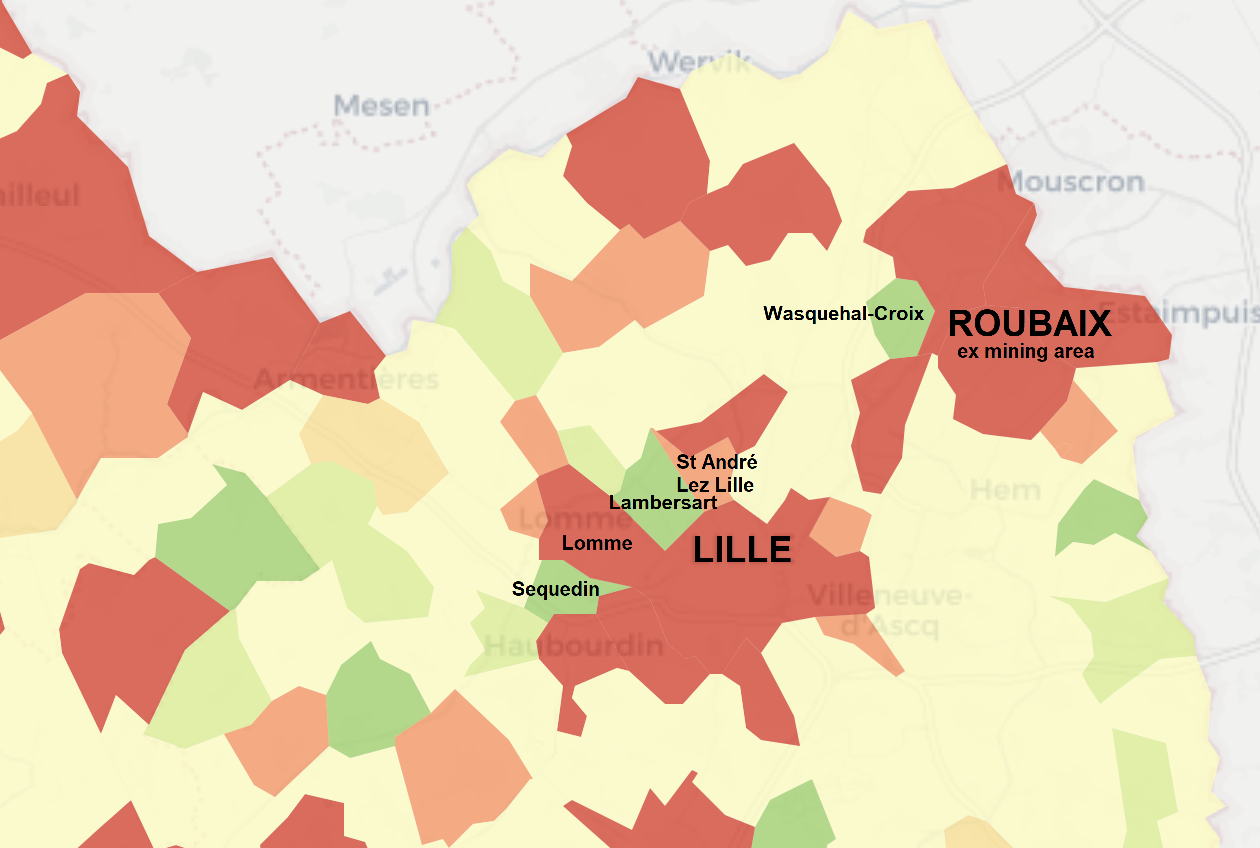 Wervik
Mesen
Mouscron
ailleul
Wasquehal-Croix
ROUBAIX
Estaimpuis
ex mining area
Armentières
St André
Lez Lille
Hem
Lambersart
Lomme
Lomme
LILLE
Sequedin
Villeneuve-
d'Ascq
Haubourdin